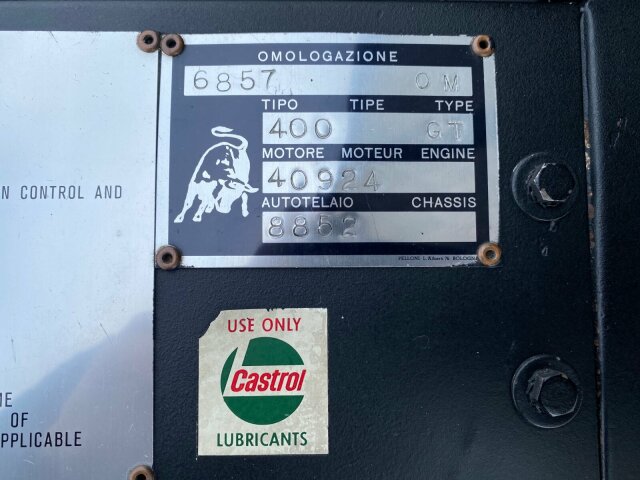 OMOLOGAZIONE
6857 OM
TIPO TIPE TYPE
400 GT
MOTORE MOTEUR ENGINE
40924
AUTOTELAIO CHASSIS
8852
N CONTROL AND
USE ONLY
Castrol
LUBRICANTS
ME
OF
APPLICABLE